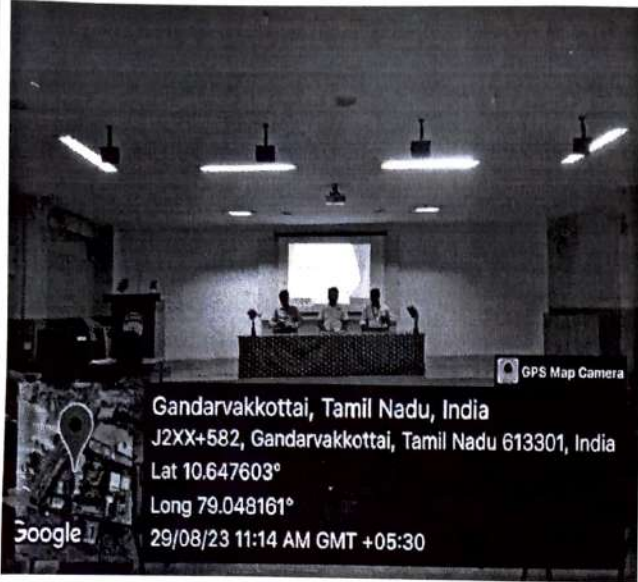 GPS Map Camera
Gandarvakkottai, Tamil Nadu, India
J2XX+582, Gandarvakkottai, Tamil Nadu 613301, India
Lat 10.647603°
Long 79.048161°
29/08/23 11:14 AM GMT +05:30
Google